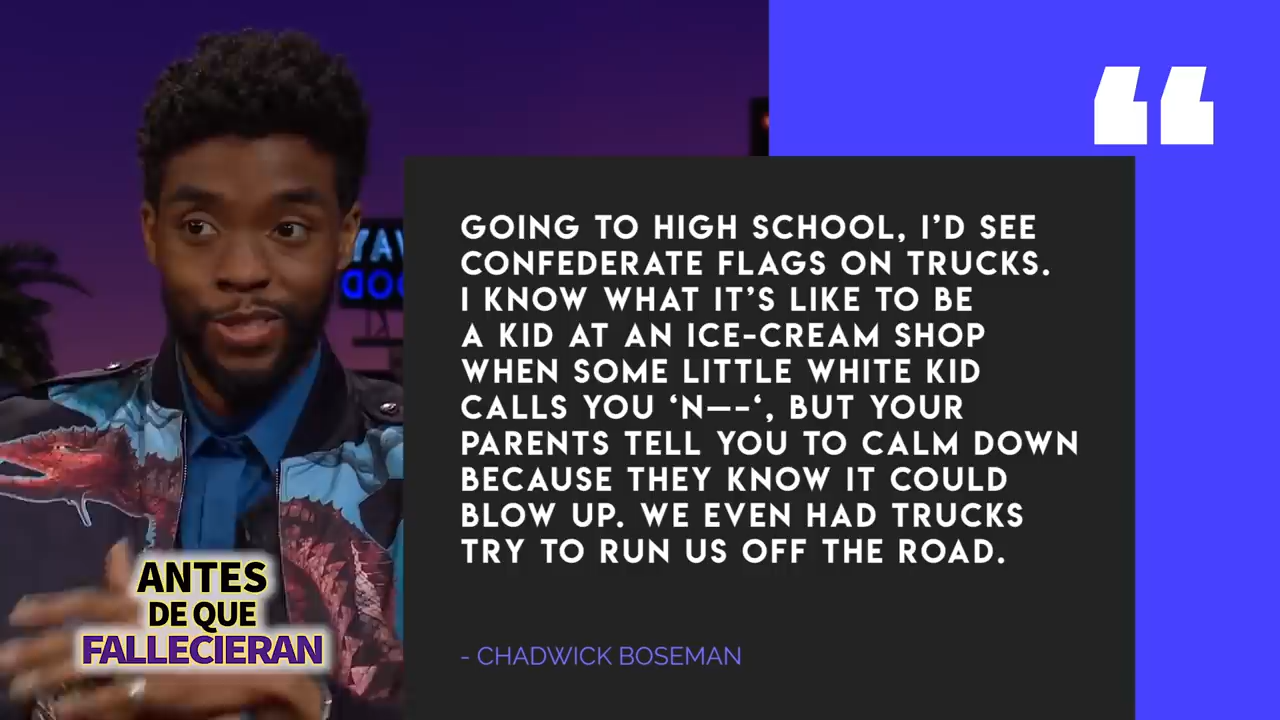 “
GOING TO HIGH SCHOOL, I’D SEE
CONFEDERATE FLAGS ON TRUCKS.
I KNOW WHAT IT’S LIKE TO BE
A KID AT AN ICE-CREAM SHOP
WHEN SOME LITTLE WHITE KID
CALLS YOU ‘N—-‘, BUT YOUR
PARENTS TELL YOU TO CALM DOWN
BECAUSE THEY KNOW IT COULD
BLOW UP. WE EVEN HAD TRUCKS
TRY TO RUN US OFF THE ROAD.
- CHADWICK BOSEMAN
ANTES
DE QUE
FALLECIERAN